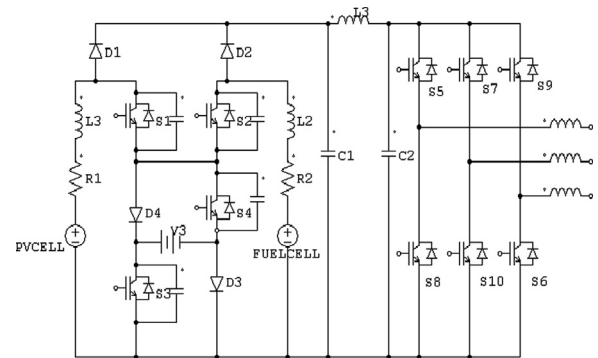 L3
D1
D2
S5
S7
S9
L3
S1
S2
L2
C1
C2
R1
R2
D4
S4
V3
PVCELL
FUELCELL
S3
D3
S8
S10
S6